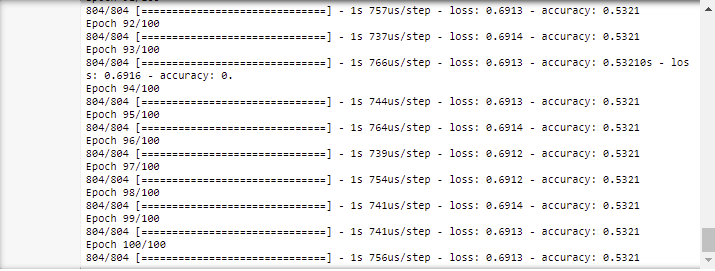 804/804 [==============================] - 1s 757us/step - loss: 0.6913 - accuracy: 0.5321
Epoch 92/100
804/804 [==============================] - 1s 737us/step - loss: 0.6914 - accuracy: 0.5321
Epoch 93/100
804/804 [==============================] - 1s 766us/step - loss: 0.6913 - accuracy: 0.53210s - los
s: 0.6916 - accuracy: 0.
Epoch 94/100
804/804 [==============================] - 1s 744us/step - loss: 0.6913 - accuracy: 0.5321
Epoch 95/100
804/804 [==============================] - 1s 764us/step - loss: 0.6914 - accuracy: 0.5321
Epoch 96/100
804/804 [==============================] - 1s 739us/step - loss: 0.6912 - accuracy: 0.5321
Epoch 97/100
804/804 [==============================] - 1s 754us/step - loss: 0.6912 - accuracy: 0.5321
Epoch 98/100
804/804 [==============================] - 1s 741us/step - loss: 0.6914 - accuracy: 0.5321
Epoch 99/100
804/804 [==============================] - 1s 741us/step - loss: 0.6913 - accuracy: 0.5321
Epoch 100/100
804/804 [==============================] - 1s 756us/step - loss: 0.6913 - accuracy: 0.5321